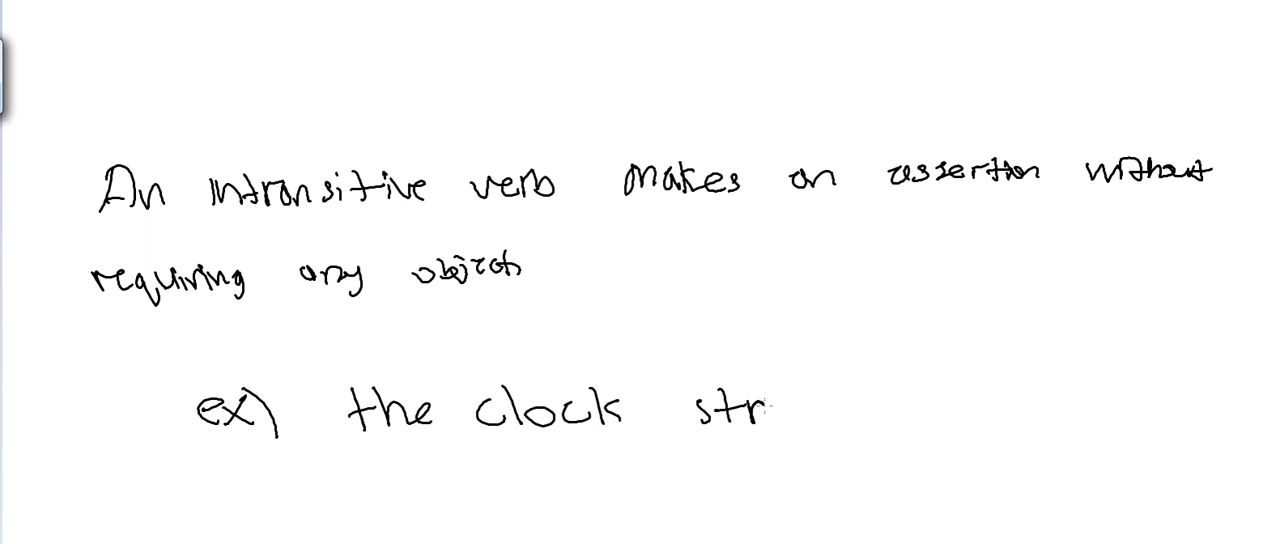 An intransitive verb makes an assertion without
requiring any object
ex) the clock str